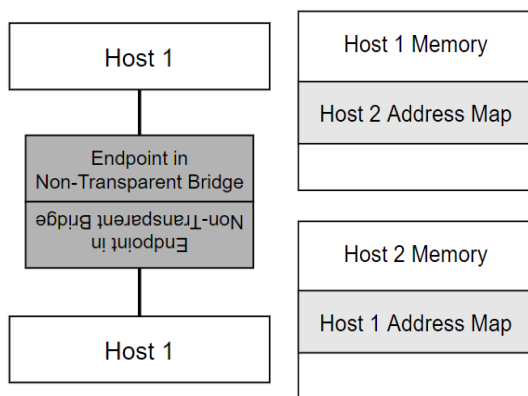 Host 1
Endpoint in
Non-Transparent Bridge
Endpoint in
Non-Transparent Bridge
Host 1
Host 1 Memory
Host 2 Address Map
Host 2 Memory
Host 1 Address Map